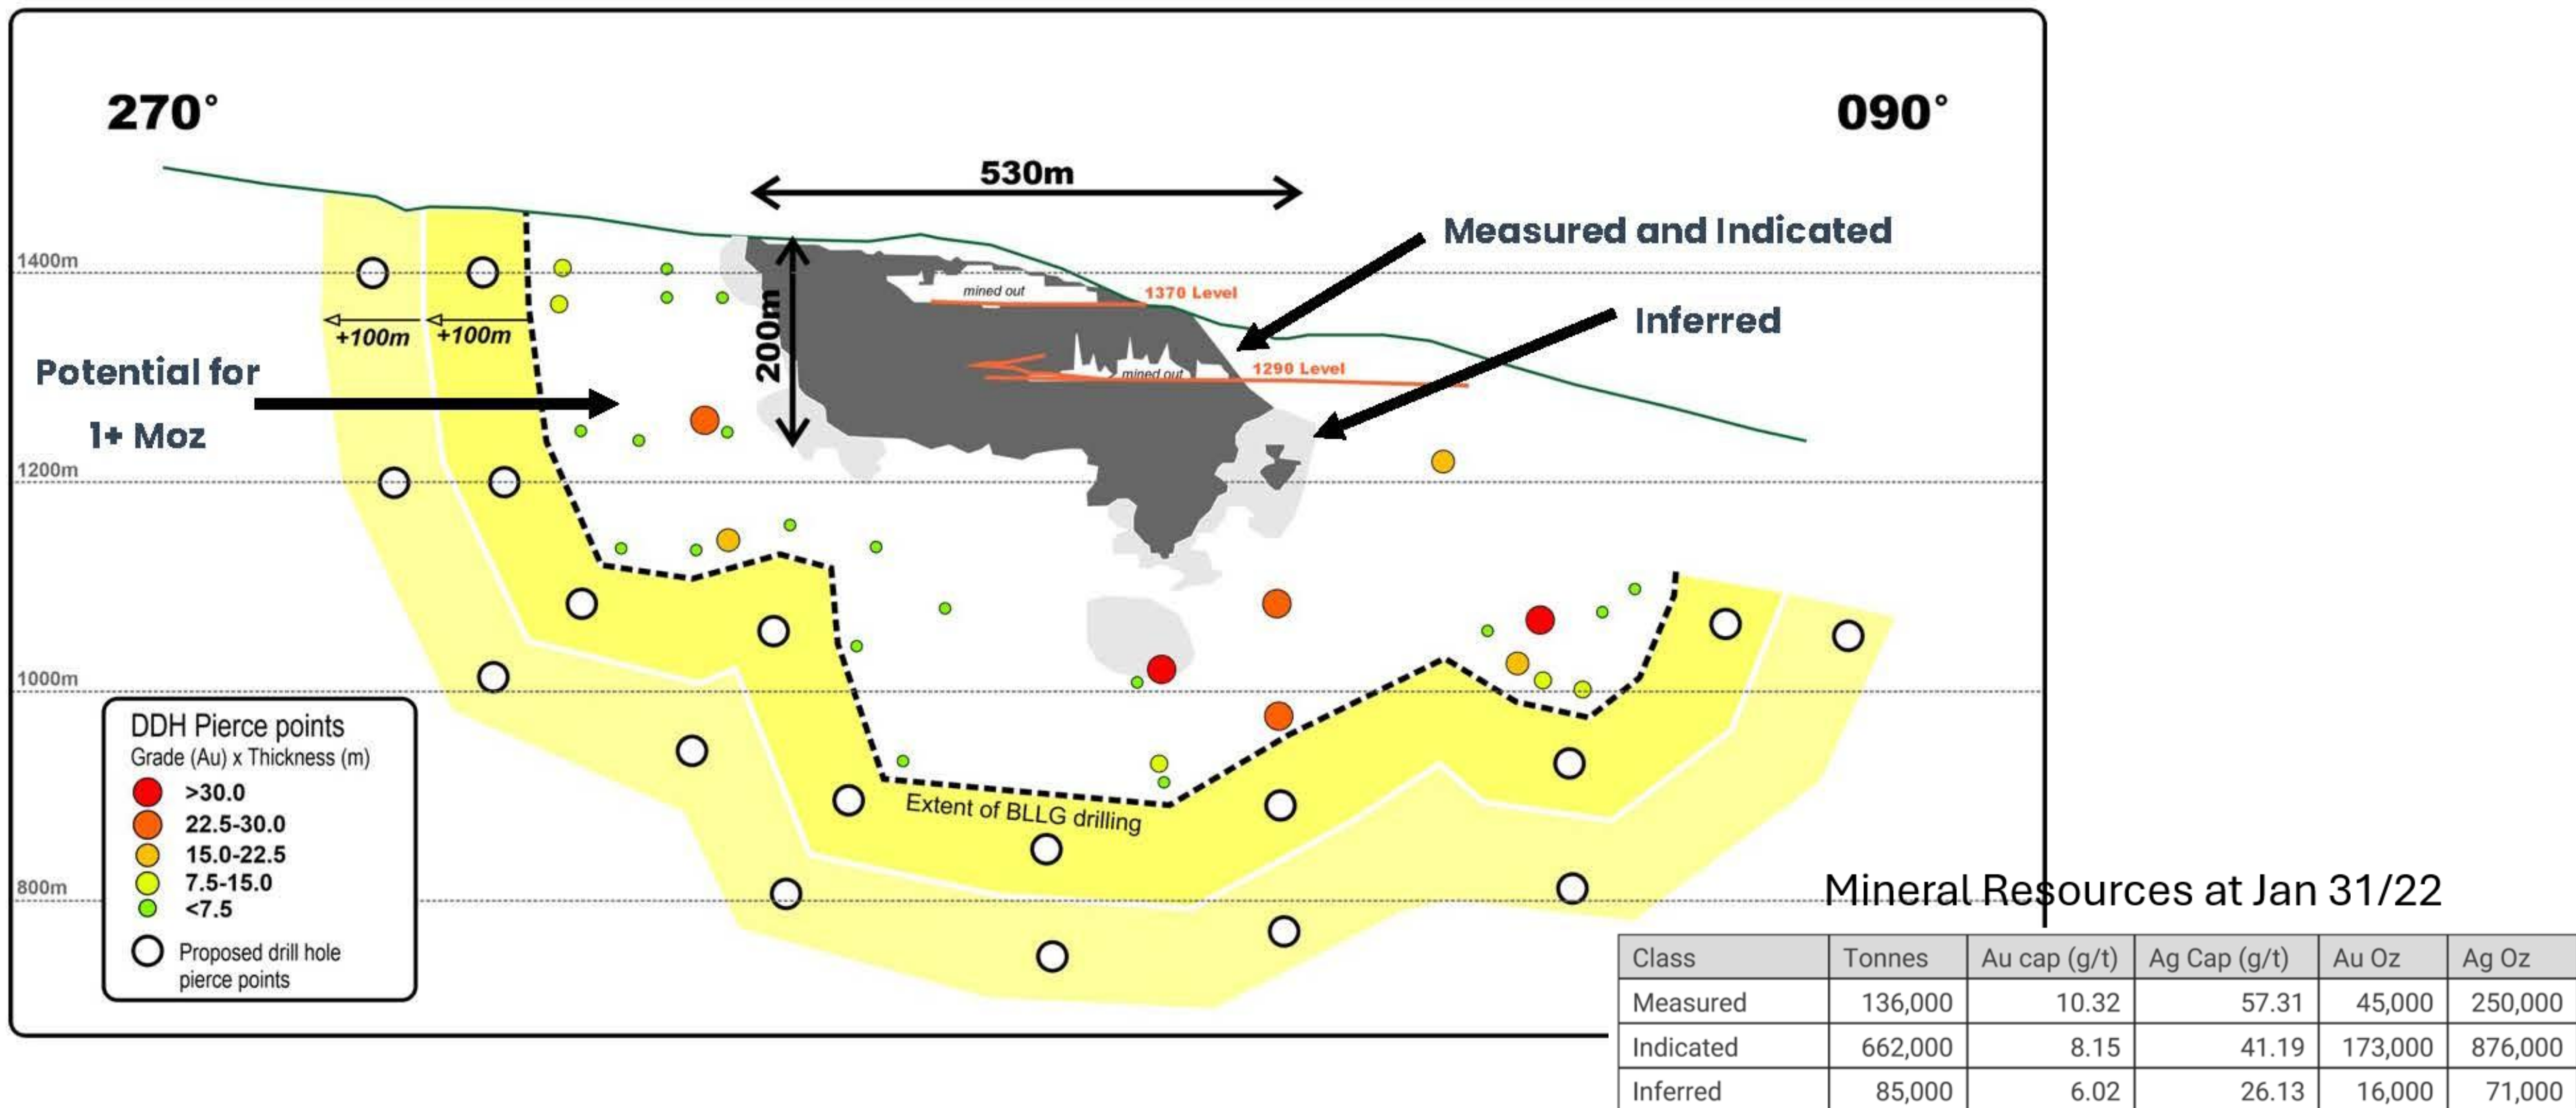 270°
090°
530m
Measured and Indicated
1400m
mined out
1370 Level
200m
Inferred
+100m
+100m
Potential for
1+ Moz
mined out
1290 Level
1200m
1000m
DDH Pierce points
Grade (Au) x Thickness (m)
>30.0
22.5-30.0
15.0-22.5
7.5-15.0
<7.5
Proposed drill hole
pierce points
Extent of BLLG drilling
800m
Mineral Resources at Jan 31/22
Class Tonnes Au cap (g/t) Ag Cap (g/t) Au Oz Ag Oz
Measured 136,000 10.32 57.31 45,000 250,000
Indicated 662,000 8.15 41.19 173,000 876,000
Inferred 85,000 6.02 26.13 16,000 71,000